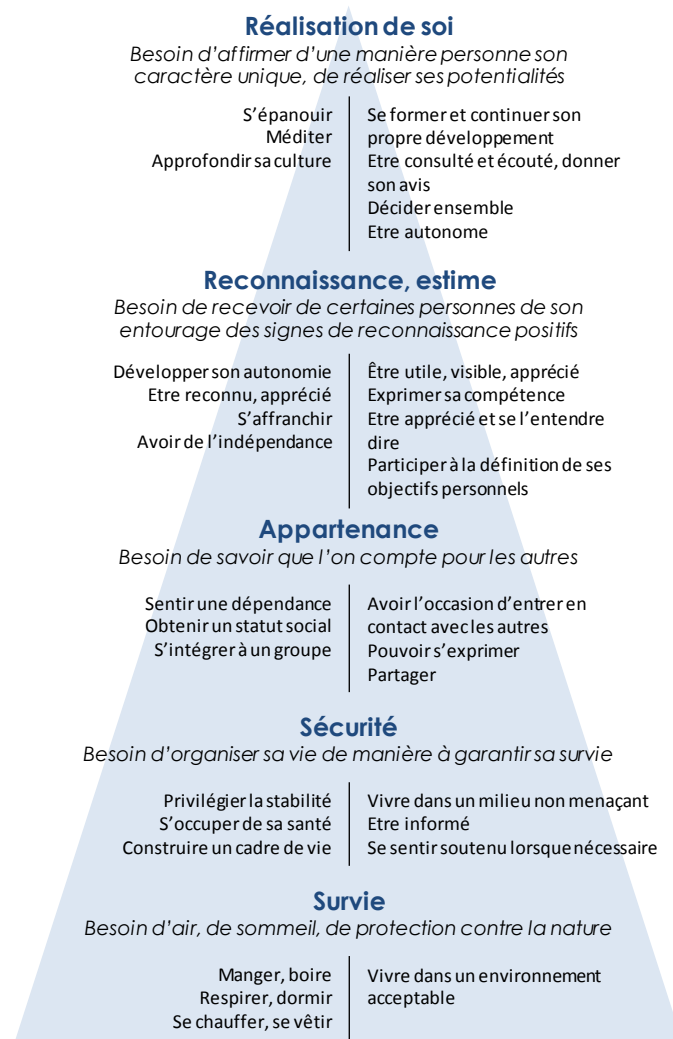 Réalisation de soi
Besoin d'affirmer d'une manière personne son
caractère unique, de réaliser ses potentialités
S'épanouir
Méditer
Approfondir sa culture
Se former et continuer son
propre développement
Etre consulté et écouté, donner
son avis
Décider ensemble
Etre autonome
Reconnaissance, estime
Besoin de recevoir de certaines personnes de son
entourage des signes de reconnaissance positifs
Développer son autonomie
Etre reconnu, apprécié
S'affranchir
Avoir de l'indépendance
Être utile, visible, apprécié
Exprimer sa compétence
Etre apprécié et se l'entendre
dire
Participer à la définition de ses
objectifs personnels
Appartenance
Besoin de savoir que l'on compte pour les autres
Sentir une dépendance
Obtenir un statut social
S'intégrer à un groupe
Avoir l'occasion d'entrer en
contact avec les autres
Pouvoir s'exprimer
Partager
Sécurité
Besoin d'organiser sa vie de manière à garantir sa survie
Privilégier la stabilité
S'occuper de sa santé
Construire un cadre de vie
Vivre dans un milieu non menaçant
Etre informé
Se sentir soutenu lorsque nécessaire
Survie
Besoin d'air, de sommeil, de protection contre la nature
Manger, boire
Respirer, dormir
Se chauffer, se vêtir
Vivre dans un environnement
acceptable